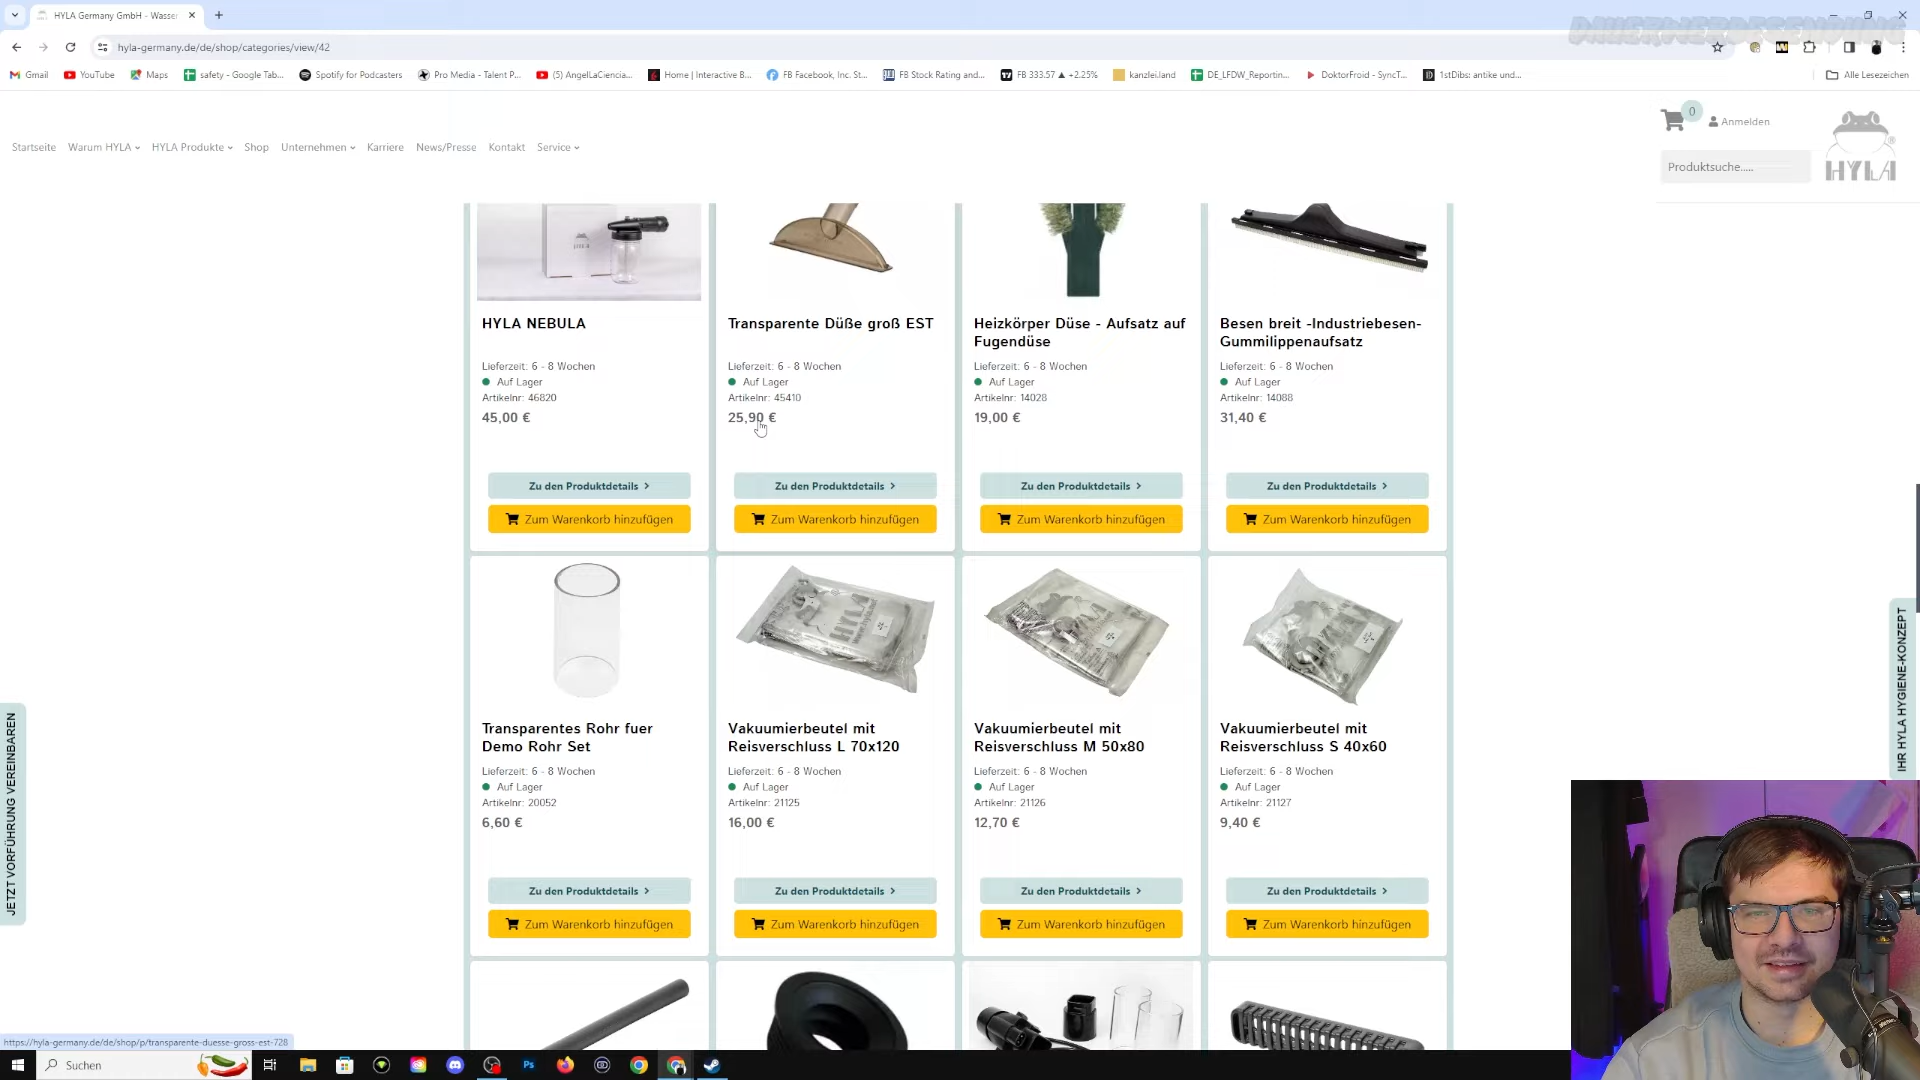 HYLA Germany GmbH - Wasser
hyla-germany.de/de/shop/categories/view/42
DAUERWERBESENDUNG
Gmail YouTube Maps safety - Google Tab... Spotify for Podcasters Pro Media - Talent P... (5) AngelLaCiencia... Home | Interactive B... FB Facebook, Inc. St... FB Stock Rating and... FB 333.57 ▲ +2.25% kanzlei.land DE_LFDW_Reportin... DoktorFroid - SyncT... 1stDibs: antike und... Alle Lesezeichen
0 Anmelden
Startseite Warum HYLA HYLA Produkte Shop Unternehmen Karriere News/Presse Kontakt Service
Produktsuche.....
HYLA
HYLA NEBULA
Lieferzeit: 6 - 8 Wochen
Auf Lager
Artikelnr: 46820
45,00 €
Zu den Produktdetails
Zum Warenkorb hinzufügen
Transparente Düße groß EST
Lieferzeit: 6 - 8 Wochen
Auf Lager
Artikelnr: 45410
25,90 €
Zu den Produktdetails
Zum Warenkorb hinzufügen
Heizkörper Düse - Aufsatz auf
Fugendüse
Lieferzeit: 6 - 8 Wochen
Auf Lager
Artikelnr: 14028
19,00 €
Zu den Produktdetails
Zum Warenkorb hinzufügen
Besen breit -Industriebesen-
Gummilippenaufsatz
Lieferzeit: 6 - 8 Wochen
Auf Lager
Artikelnr: 14088
31,40 €
Zu den Produktdetails
Zum Warenkorb hinzufügen
Transparentes Rohr fuer
Demo Rohr Set
Lieferzeit: 6 - 8 Wochen
Auf Lager
Artikelnr: 20052
6,60 €
Zu den Produktdetails
Zum Warenkorb hinzufügen
Vakuumierbeutel mit
Reisverschluss L 70x120
Lieferzeit: 6 - 8 Wochen
Auf Lager
Artikelnr: 21125
16,00 €
Zu den Produktdetails
Zum Warenkorb hinzufügen
Vakuumierbeutel mit
Reisverschluss M 50x80
Lieferzeit: 6 - 8 Wochen
Auf Lager
Artikelnr: 21126
12,70 €
Zu den Produktdetails
Zum Warenkorb hinzufügen
Vakuumierbeutel mit
Reisverschluss S 40x60
Lieferzeit: 6 - 8 Wochen
Auf Lager
Artikelnr: 21127
9,40 €
Zu den Produktdetails
Zum Warenkorb hinzufügen
JETZT VORFÜHRUNG VEREINBAREN
IHR HYLA HYGIENE-KONZEPT
https://hyla-germany.de/de/shop/p/transparente-duesse-gross-est-728
Suchen